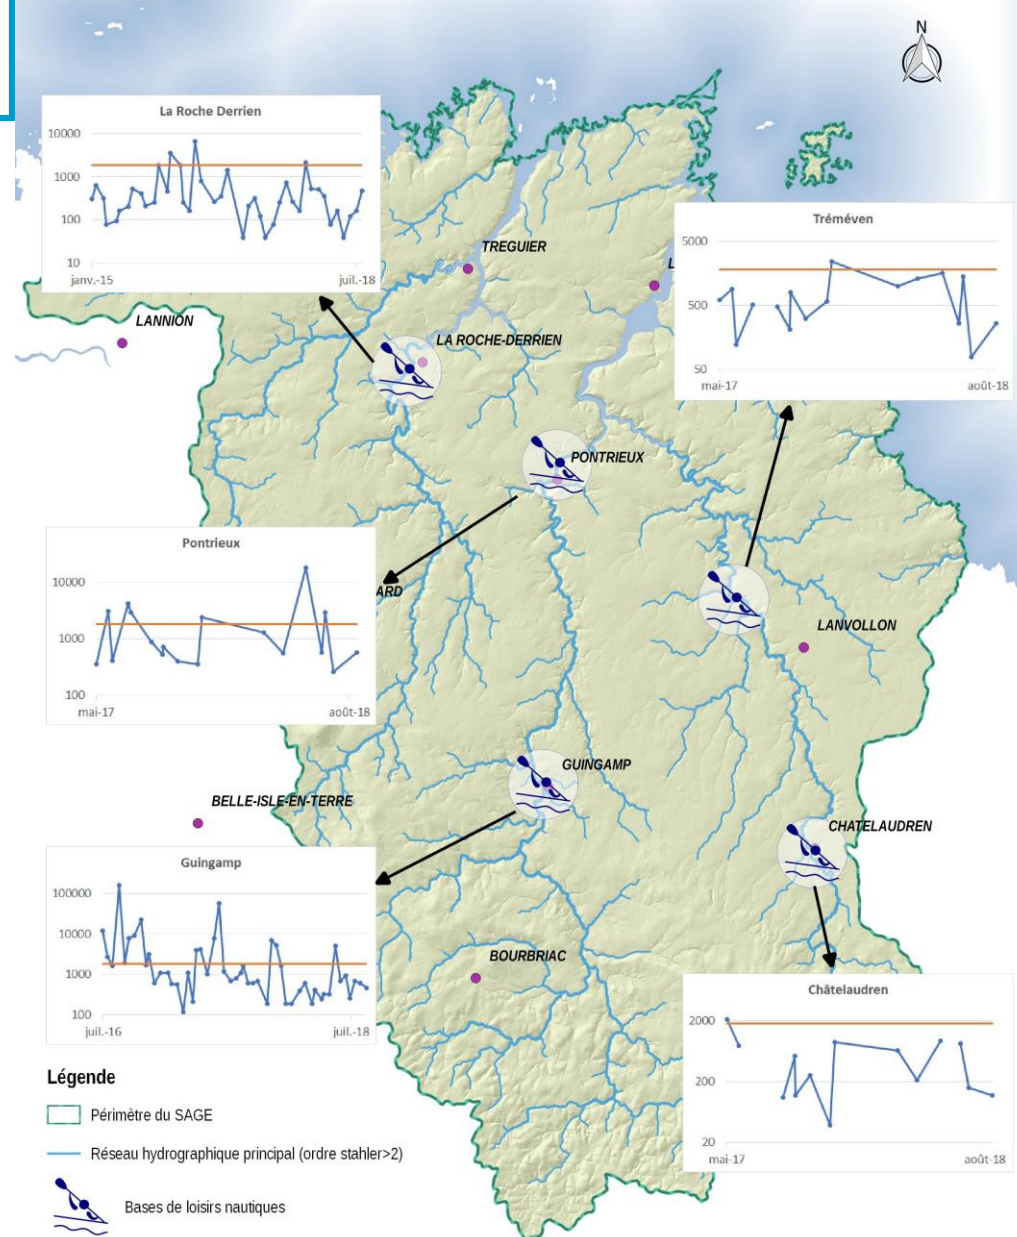 N
La Roche Derrien
10000
1000
100
10
janv.-15
juil.-18
TREGUIER
L
Tréméven
5000
500
50
mai-17
août-18
LANNION
LA ROCHE-DERRIEN
PONTRIEUX
Pontrieux
10000
1000
100
mai-17
août-18
ARD
LANVOLLON
GUINGAMP
BELLE-ISLE-EN-TERRE
CHATELAUDREN
Guingamp
100000
10000
1000
100
juil.-16
juil.-18
BOURBRIAC
Châtelaudren
2000
200
20
mai-17
août-18
Légende
Périmètre du SAGE
Réseau hydrographique principal (ordre stahler>2)
Bases de loisirs nautiques